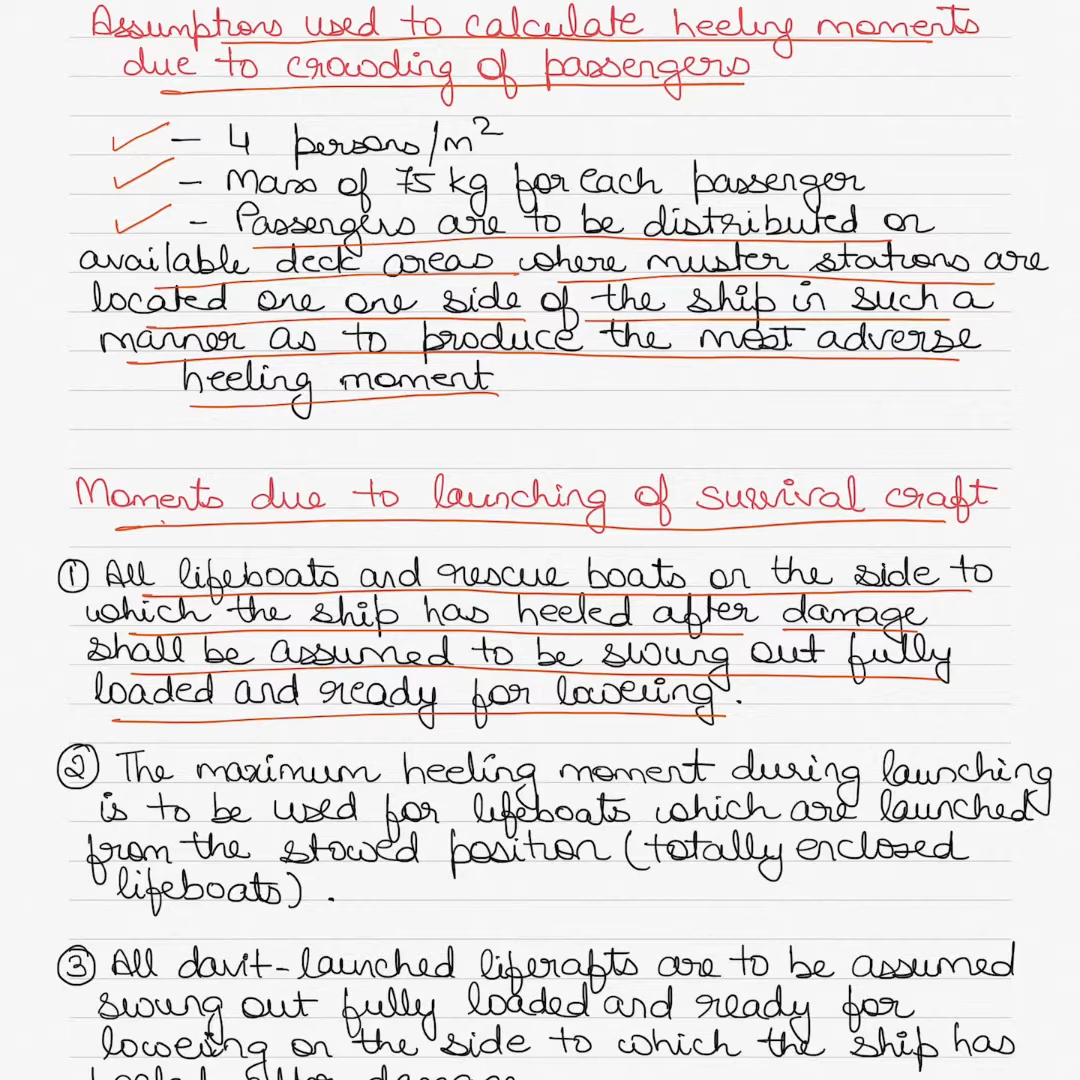 Assumptions used to calculate heeling moments
due to crowding of passengers
- 4 persons/m²
- Mass of 75 kg for each passenger
- Passengers are to be distributed on
available deck areas where muster stations are
located one one side of the ship in such a
manner as to produce the most adverse
heeling moment
Moments due to launching of survival craft
① All lifeboats and rescue boats on the side to
which the ship has heeled after damage
shall be assumed to be swung out fully
loaded and ready for lowering.
② The maximum heeling moment during launching
is to be used for lifeboats which are launched
from the stowed position (totally enclosed
lifeboats).
③ All davit-launched liferafts are to be assumed
swung out fully loaded and ready for
lowering on the side to which the ship has